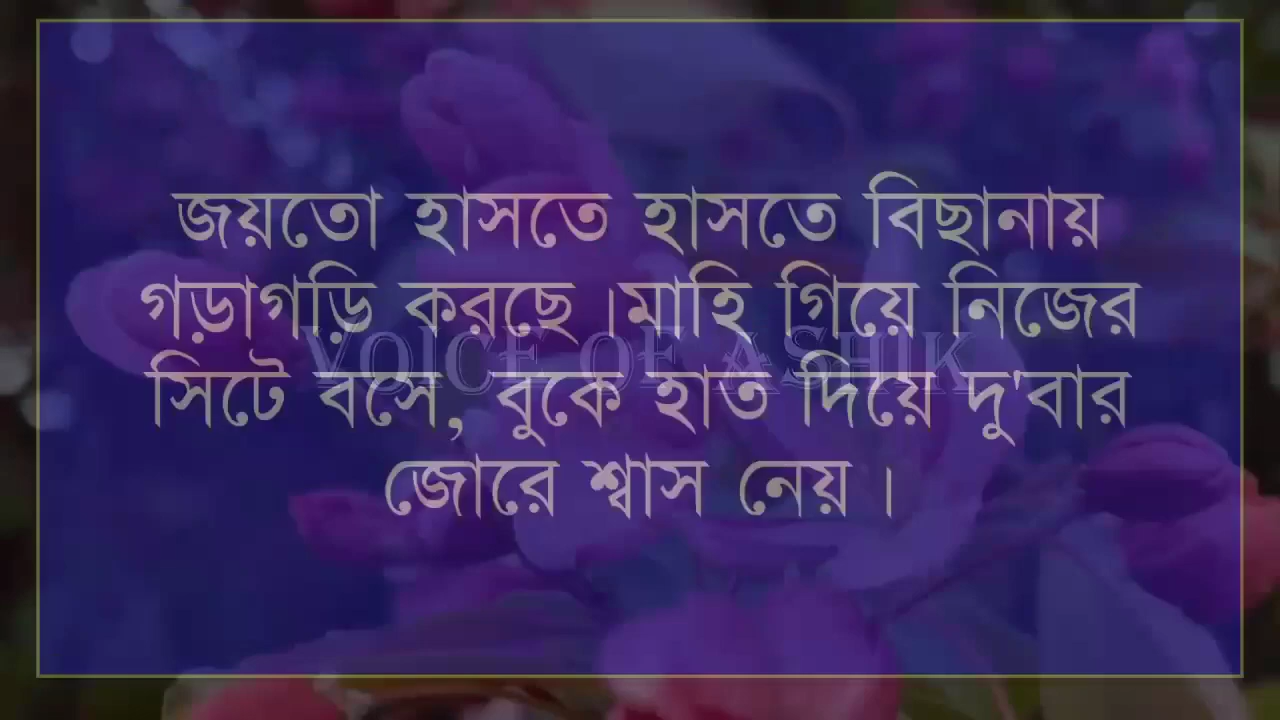 জয়তো হাসতে হাসতে বিছানায়
গড়াগড়ি করছে ।মাহি গিয়ে নিজের
VOICE OF ASHIK
সিটে বসে, বুকে হাত দিয়ে দু'বার
জোরে শ্বাস নেয় ।